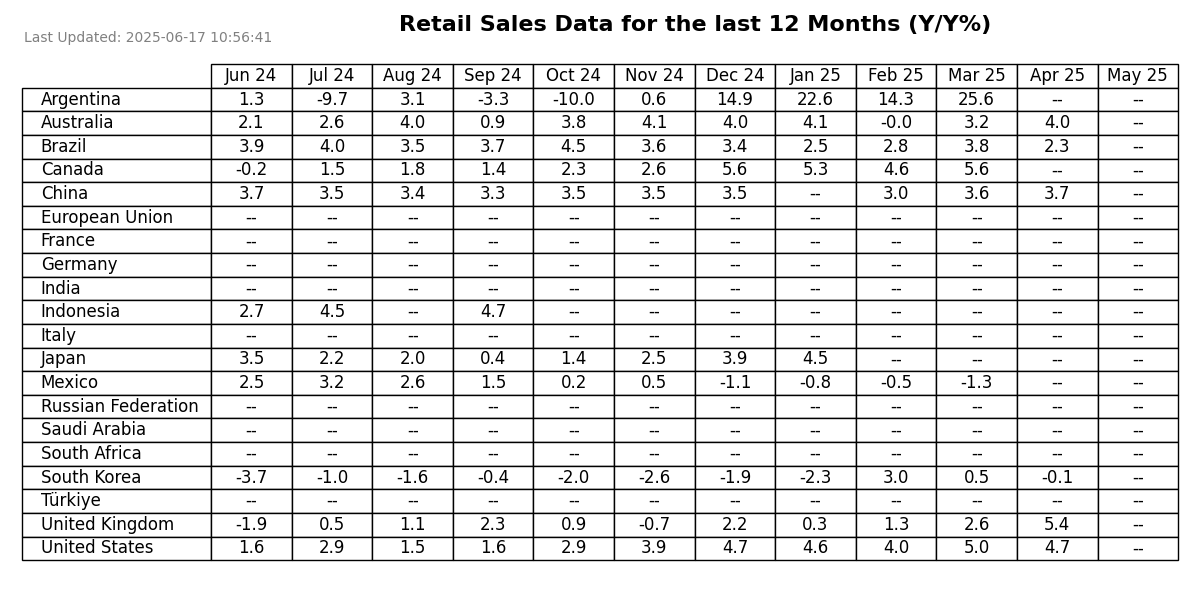 Retail Sales Data for the last 12 Months (Y/Y%)
Last Updated: 2025-06-17 10:56:41
Jun 24 Jul 24 Aug 24 Sep 24 Oct 24 Nov 24 Dec 24 Jan 25 Feb 25 Mar 25 Apr 25 May 25
Argentina 1.3 -9.7 3.1 -3.3 -10.0 0.6 14.9 22.6 14.3 25.6 -- --
Australia 2.1 2.6 4.0 0.9 3.8 4.1 4.0 4.1 -0.0 3.2 4.0 --
Brazil 3.9 4.0 3.5 3.7 4.5 3.6 3.4 2.5 2.8 3.8 2.3 --
Canada -0.2 1.5 1.8 1.4 2.3 2.6 5.6 5.3 4.6 5.6 -- --
China 3.7 3.5 3.4 3.3 3.5 3.5 3.5 -- 3.0 3.6 3.7 --
European Union -- -- -- -- -- -- -- -- -- -- -- --
France -- -- -- -- -- -- -- -- -- -- -- --
Germany -- -- -- -- -- -- -- -- -- -- -- --
India -- -- -- -- -- -- -- -- -- -- -- --
Indonesia 2.7 4.5 -- 4.7 -- -- -- -- -- -- -- --
Italy -- -- -- -- -- -- -- -- -- -- -- --
Japan 3.5 2.2 2.0 0.4 1.4 2.5 3.9 4.5 -- -- -- --
Mexico 2.5 3.2 2.6 1.5 0.2 0.5 -1.1 -0.8 -0.5 -1.3 -- --
Russian Federation -- -- -- -- -- -- -- -- -- -- -- --
Saudi Arabia -- -- -- -- -- -- -- -- -- -- -- --
South Africa -- -- -- -- -- -- -- -- -- -- -- --
South Korea -3.7 -1.0 -1.6 -0.4 -2.0 -2.6 -1.9 -2.3 3.0 0.5 -0.1 --
Türkiye -- -- -- -- -- -- -- -- -- -- -- --
United Kingdom -1.9 0.5 1.1 2.3 0.9 -0.7 2.2 0.3 1.3 2.6 5.4 --
United States 1.6 2.9 1.5 1.6 2.9 3.9 4.7 4.6 4.0 5.0 4.7 --